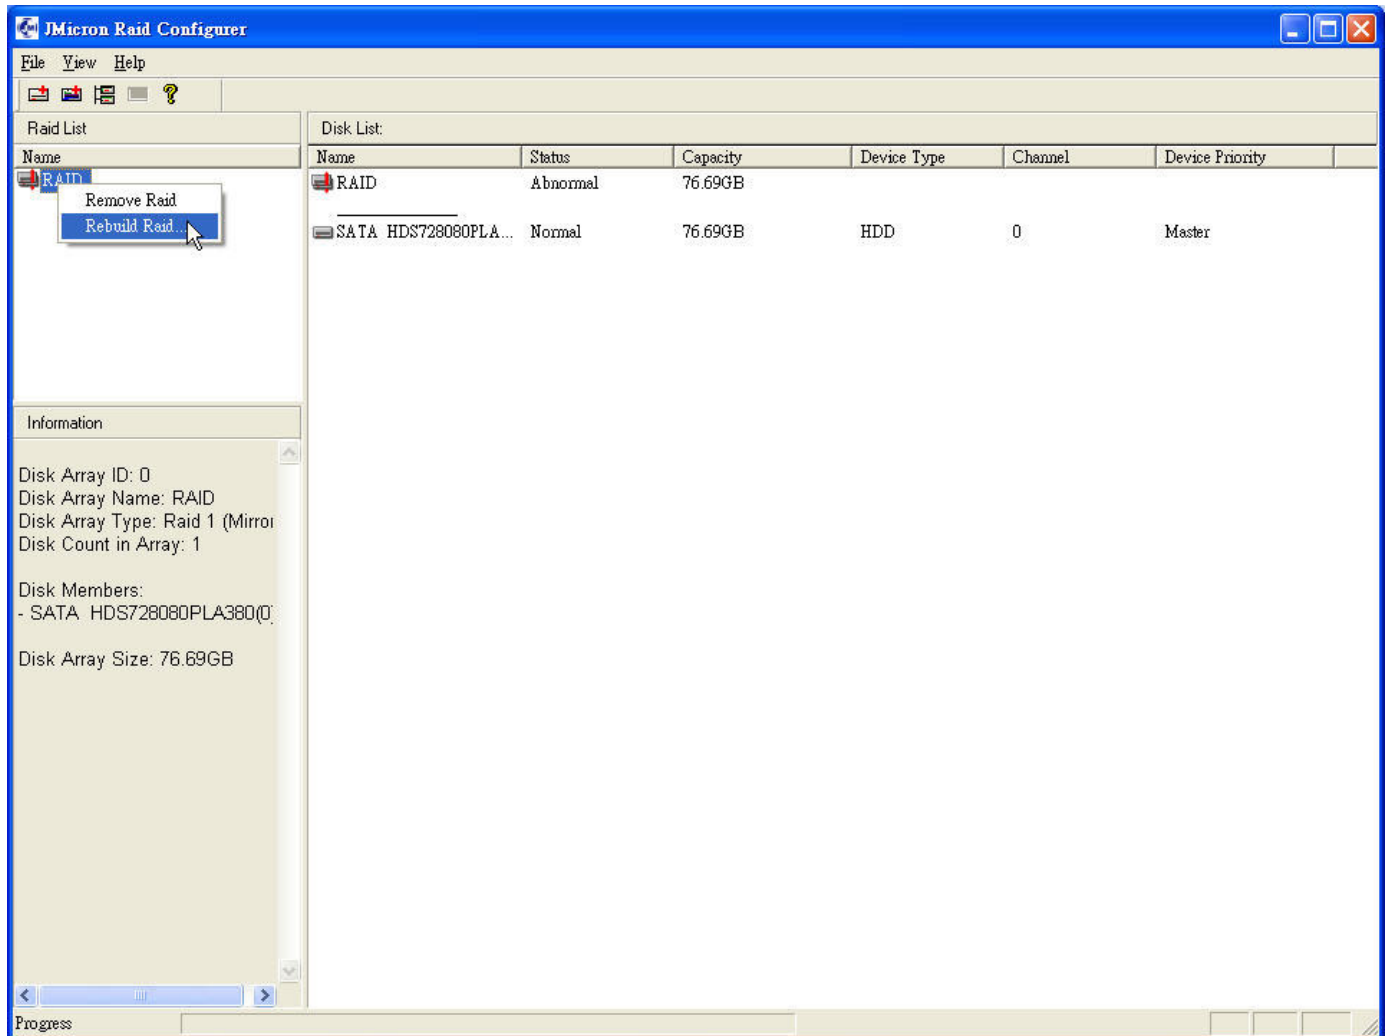 JMicron Raid Configurer
File View Help
Raid List
Disk List:
Name
Name Status Capacity Device Type Channel Device Priority
RAID
RAID Abnormal 76.69GB
Remove Raid
Rebuild Raid...
SATA HDS728080PLA... Normal 76.69GB HDD 0 Master
Information
Disk Array ID: 0
Disk Array Name: RAID
Disk Array Type: Raid 1 (Mirror
Disk Count in Array: 1
Disk Members:
- SATA HDS728080PLA380(0)
Disk Array Size: 76.69GB
Progress